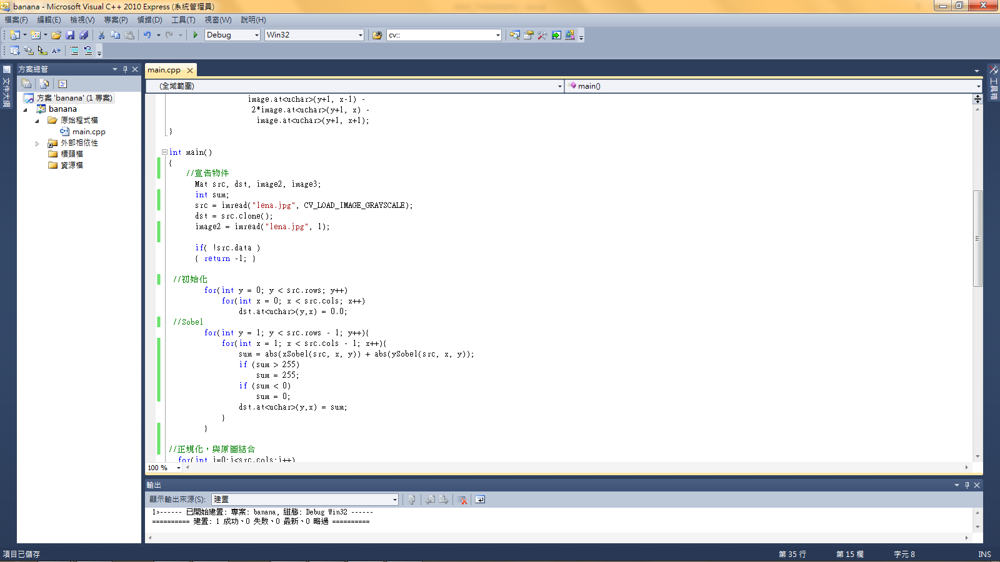 banana - Microsoft Visual C++ 2010 Express (系統管理員)
檔案(F) 編輯(E) 檢視(V) 專案(P) 偵錯(D) 工具(T) 視窗(W) 說明(H)
Debug Win32 cv::
文件大綱
方案總管
方案 'banana' (1 專案)
banana
原始程式檔
main.cpp
外部相依性
標頭檔
資源檔
main.cpp
(全域範圍) main()
image.at<uchar>(y+1, x-1) -
2*image.at<uchar>(y+1, x) -
image.at<uchar>(y+1, x+1);
}
int main()
{
//宣告物件
Mat src, dst, image2, image3;
int sum;
src = imread("lena.jpg", CV_LOAD_IMAGE_GRAYSCALE);
dst = src.clone();
image2 = imread("lena.jpg", 1);
if( !src.data )
{ return -1; }
//初始化
for(int y = 0; y < src.rows; y++)
for(int x = 0; x < src.cols; x++)
dst.at<uchar>(y,x) = 0.0;
//Sobel
for(int y = 1; y < src.rows - 1; y++){
for(int x = 1; x < src.cols - 1; x++){
sum = abs(xSobel(src, x, y)) + abs(ySobel(src, x, y));
if (sum > 255)
sum = 255;
if (sum < 0)
sum = 0;
dst.at<uchar>(y,x) = sum;
}
}
//正規化，與原圖結合
for(int i=0;i<src.cols;i++)
100 %
工具箱
輸出
顯示輸出來源(S): 建置
1>------ 已開始建置: 專案: banana, 組態: Debug Win32 ------
========== 建置: 1 成功、0 失敗、0 最新、0 略過 ==========
項目已儲存 第 35 行 第 15 欄 字元 8 INS